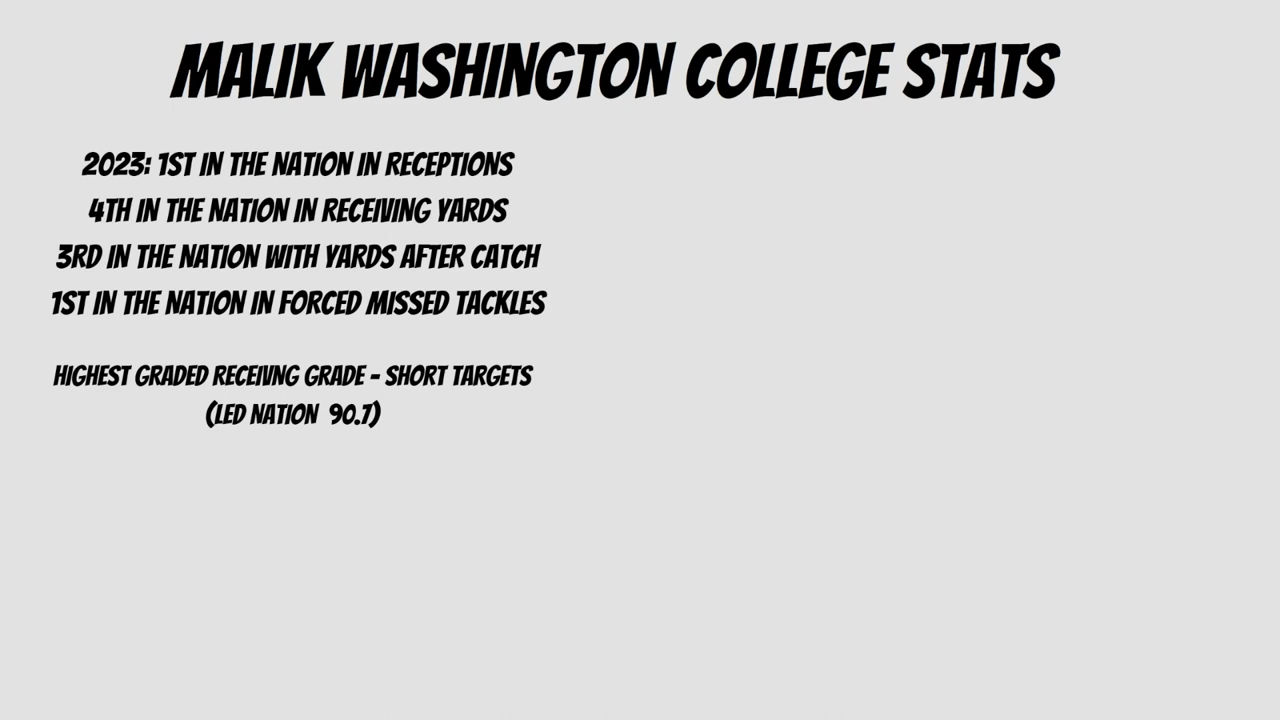 MALIK WASHINGTON COLLEGE STATS
2023: 1ST IN THE NATION IN RECEPTIONS
4TH IN THE NATION IN RECEIVING YARDS
3RD IN THE NATION WITH YARDS AFTER CATCH
1ST IN THE NATION IN FORCED MISSED TACKLES
HIGHEST GRADED RECEIVNG GRADE - SHORT TARGETS
(LED NATION 90.7)